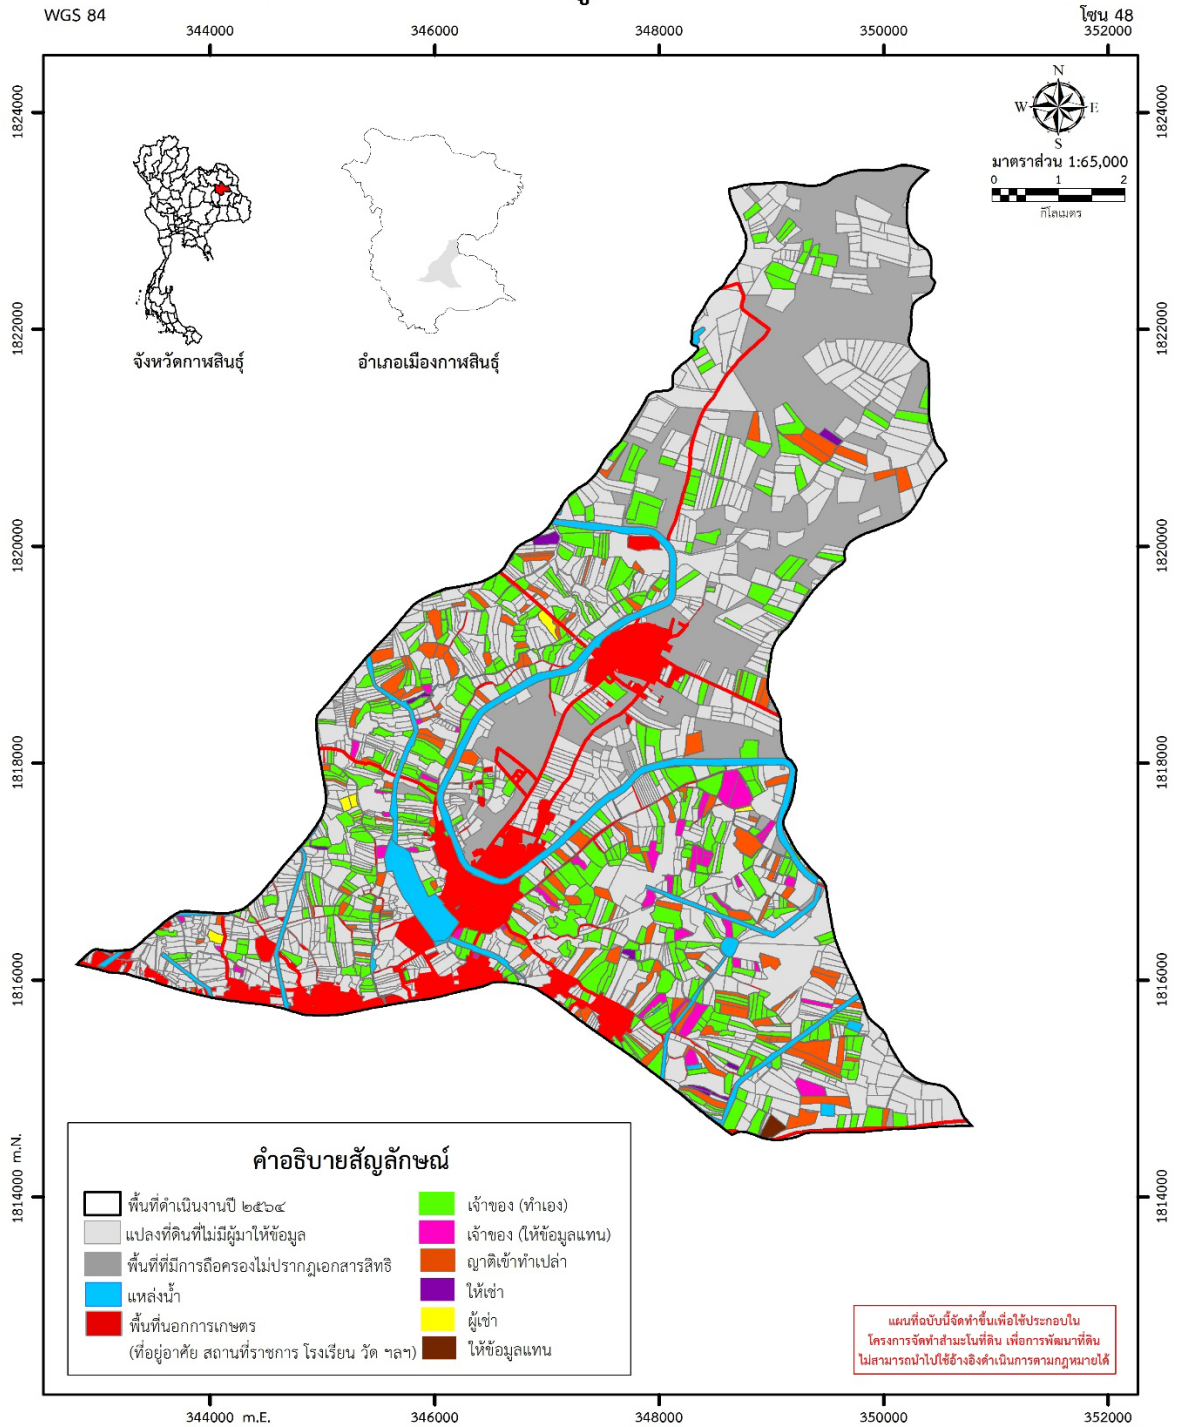 WGS 84
โซน 48
344000
346000
348000
350000
352000
1824000
1824000
N
W
E
S
มาตราส่วน 1:65,000
0
1
2
กิโลเมตร
จังหวัดกาฬสินธุ์
อำเภอเมืองกาฬสินธุ์
1822000
1822000
1820000
1820000
1818000
1818000
1816000
1816000
1814000 m.N.
1814000
คำอธิบายสัญลักษณ์
พื้นที่ดำเนินงานปี ๒๕๖๔
แปลงที่ดินที่ไม่มีผู้มาให้ข้อมูล
พื้นที่ที่มีการถือครองไม่ปรากฏเอกสารสิทธิ
แหล่งน้ำ
พื้นที่นอกการเกษตร
(ที่อยู่อาศัย สถานที่ราชการ โรงเรียน วัด ฯลฯ)
เจ้าของ (ทำเอง)
เจ้าของ (ให้ข้อมูลแทน)
ญาติเข้าทำเปล่า
ให้เช่า
ผู้เช่า
ให้ข้อมูลแทน
แผนที่ฉบับนี้จัดทำขึ้นเพื่อใช้ประกอบใน
โครงการจัดทำสำมะโนที่ดิน เพื่อการพัฒนาที่ดิน
ไม่สามารถนำไปใช้อ้างอิงดำเนินการตามกฎหมายได้
344000 m.E.
346000
348000
350000
352000